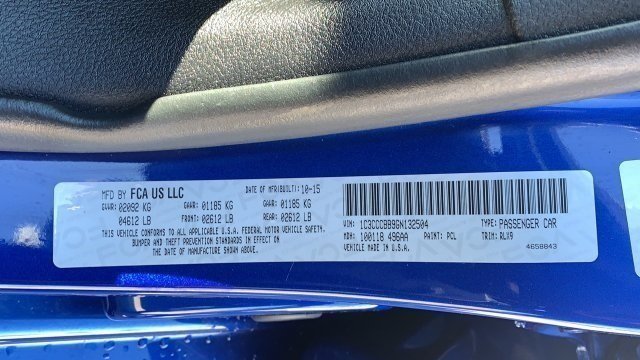 MFD BY FCA US LLC DATE OF MFR(BUILT): 10-15
GVWR: 02092 KG GAWR: 01185 KG GAWR: 01185 KG
04612 LB FRONT: 02612 LB REAR: 02612 LB
THIS VEHICLE CONFORMS TO ALL APPLICABLE U.S.A. FEDERAL MOTOR VEHICLE SAFETY,
BUMPER AND THEFT PREVENTION STANDARDS IN EFFECT ON
THE DATE OF MANUFACTURE SHOWN ABOVE.
VIN: 1C3CCCBB9GN132504 TYPE: PASSENGER CAR
MDH: 100118 496AA PAINT: PCL TRIM: RLX9
VEHICLE MADE IN U.S.A. 4658843